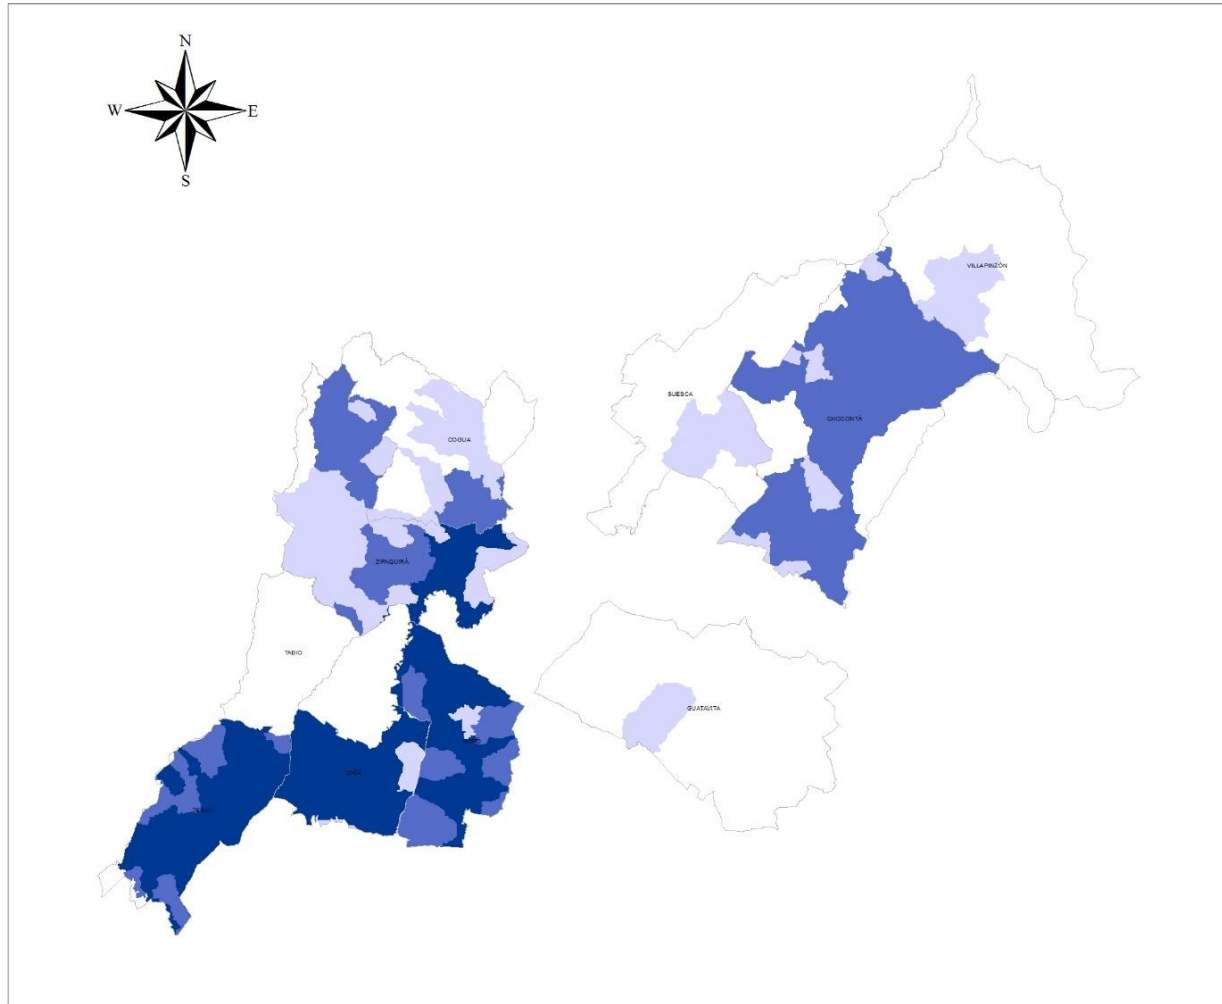 N
W E
S
VILLAPINZÓN
SUESCA
CHOCONTÁ
COGUA
ZIPAQUIRÁ
TABIO
GUATAVITA